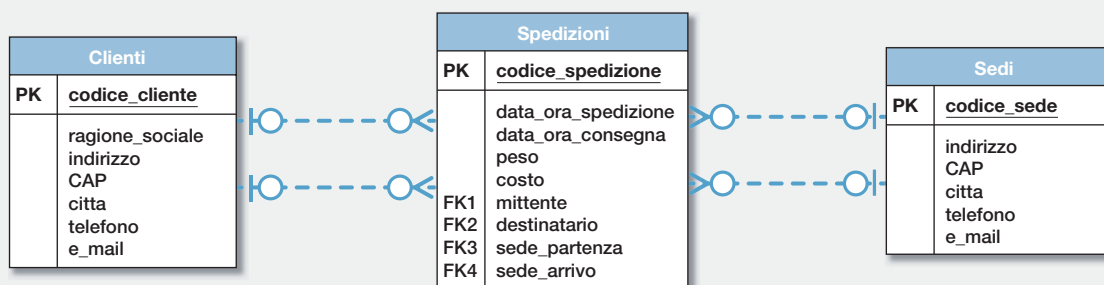 Clienti
PK codice_cliente
ragione_sociale
indirizzo
CAP
citta
telefono
e_mail
Spedizioni
PK codice_spedizione
data_ora_spedizione
data_ora_consegna
peso
costo
FK1 mittente
FK2 destinatario
FK3 sede_partenza
FK4 sede_arrivo
Sedi
PK codice_sede
indirizzo
CAP
citta
telefono
e_mail